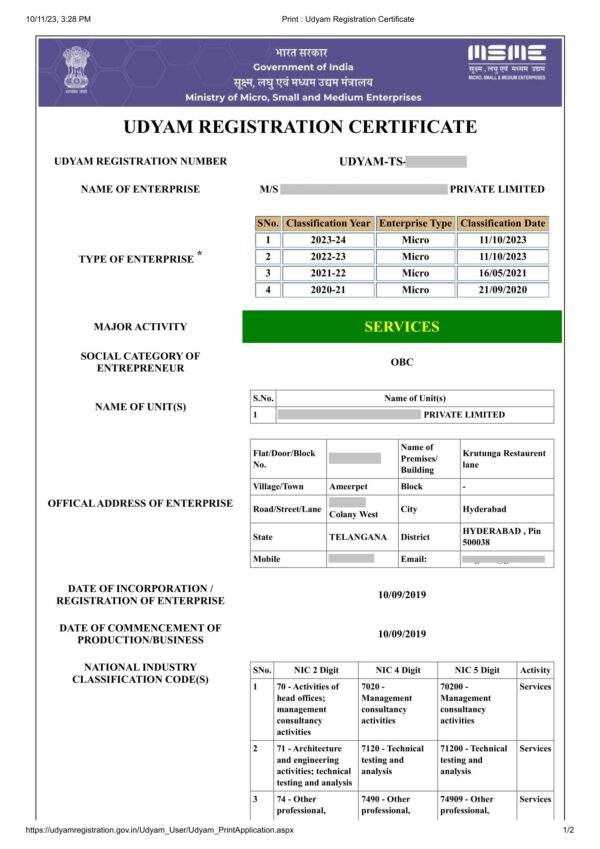 10/11/23, 3:28 PM Print : Udyam Registration Certificate
भारत सरकार
Government of India
सूक्ष्म, लघु एवं मध्यम उद्यम मंत्रालय
Ministry of Micro, Small and Medium Enterprises
सत्यमेव जयते
MSME
सूक्ष्म, लघु एवं मध्यम उद्यम
MICRO, SMALL & MEDIUM ENTERPRISES
UDYAM REGISTRATION CERTIFICATE
UDYAM REGISTRATION NUMBER UDYAM-TS-
NAME OF ENTERPRISE M/S PRIVATE LIMITED
TYPE OF ENTERPRISE *
SNo. Classification Year Enterprise Type Classification Date
1 2023-24 Micro 11/10/2023
2 2022-23 Micro 11/10/2023
3 2021-22 Micro 16/05/2021
4 2020-21 Micro 21/09/2020
MAJOR ACTIVITY SERVICES
SOCIAL CATEGORY OF
ENTREPRENEUR
OBC
NAME OF UNIT(S)
S.No. Name of Unit(s)
1 PRIVATE LIMITED
OFFICAL ADDRESS OF ENTERPRISE
Flat/Door/Block
No.
Name of
Premises/
Building
Krutunga Restaurent
lane
Village/Town Ameerpet Block -
Road/Street/Lane
Colany West
City Hyderabad
State TELANGANA District
HYDERABAD , Pin
500038
Mobile Email:
DATE OF INCORPORATION /
REGISTRATION OF ENTERPRISE
10/09/2019
DATE OF COMMENCEMENT OF
PRODUCTION/BUSINESS
10/09/2019
NATIONAL INDUSTRY
CLASSIFICATION CODE(S)
SNo. NIC 2 Digit NIC 4 Digit NIC 5 Digit Activity
1
70 - Activities of
head offices;
management
consultancy
activities
7020 -
Management
consultancy
activities
70200 -
Management
consultancy
activities
Services
2
71 - Architecture
and engineering
activities; technical
testing and analysis
7120 - Technical
testing and
analysis
71200 - Technical
testing and
analysis
Services
3
74 - Other
professional,
7490 - Other
professional,
74909 - Other
professional,
Services
https://udyamregistration.gov.in/Udyam_User/Udyam_PrintApplication.aspx 1/2